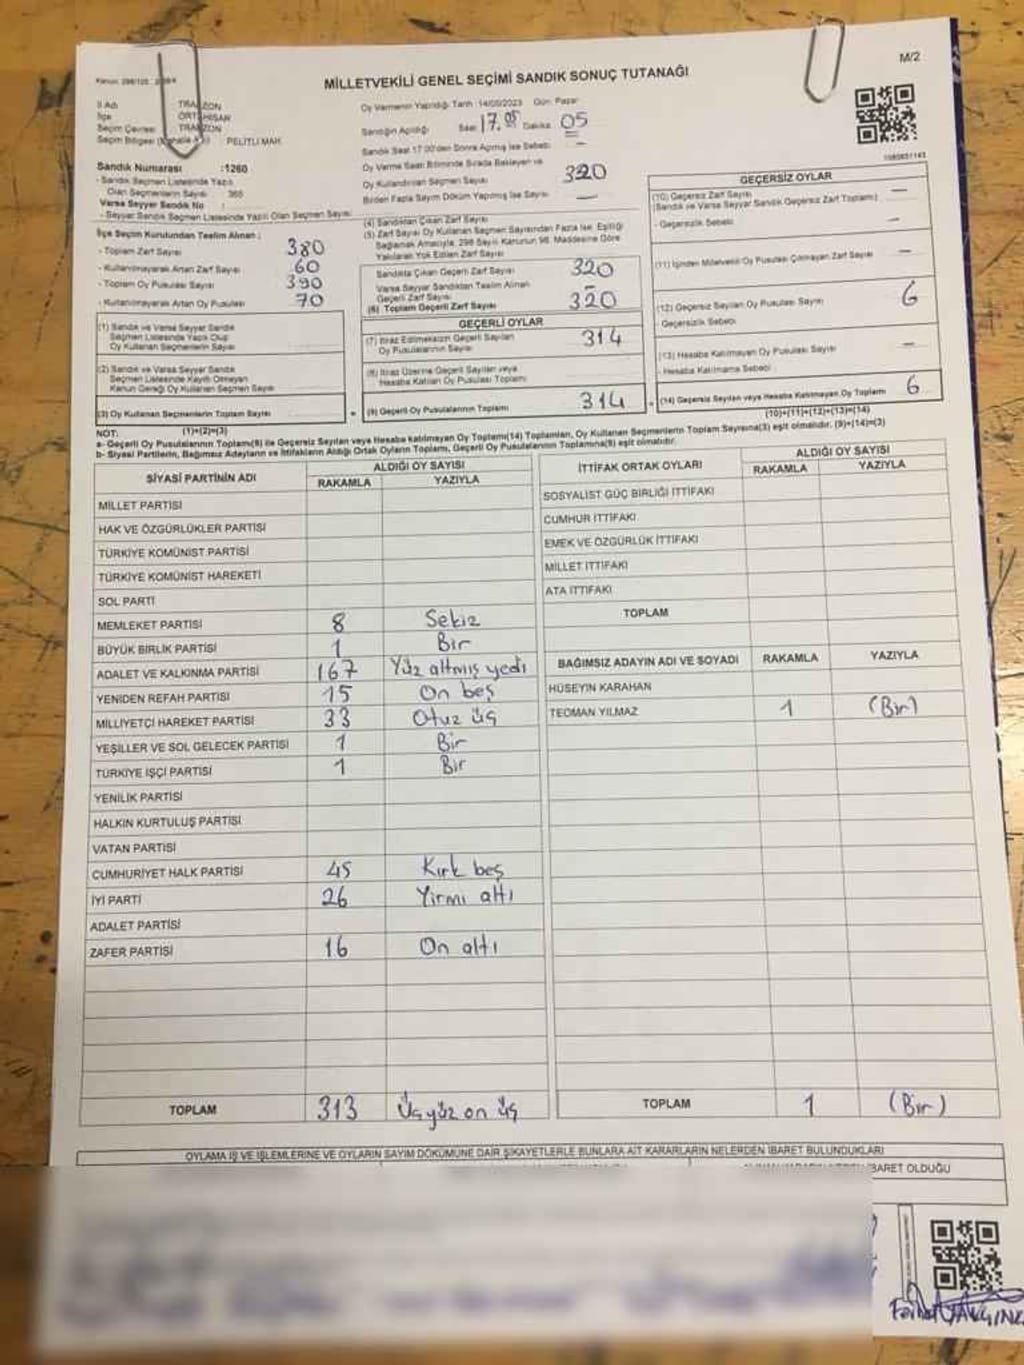 M/2
MİLLETVEKİLİ GENEL SEÇİMİ SANDIK SONUÇ TUTANAĞI
İl Adı TRABZON
İlçe ORTAHİSAR
Seçim Çevresi TRABZON
PELİTLİ MAH.
Sandık Numarası :1260
- Sandık Seçmen Listesinde Yazılı
Olan Seçmenlerin Sayısı 365
Varsa Seyyar Sandık No :
- Seyyar Sandık Seçmen Listesinde Yazılı Olan Seçmen Sayısı
İlçe Seçim Kurulundan Teslim Alınan ;
- Toplam Zarf Sayısı 380
- Kullanılmayarak Artan Zarf Sayısı 60
- Toplam Oy Pusulası Sayısı 390
- Kullanılmayarak Artan Oy Pusulası 70
(1) Sandık ve Varsa Seyyar Sandık
Seçmen Listesinde Yazılı Olup
Oy Kullanan Seçmenlerin Sayısı
(2) Sandık ve Varsa Seyyar Sandık
Seçmen Listesinde Kayıtlı Olmayan
Kanun Gereği Oy Kullanan Seçmen Sayısı
(3) Oy Kullanan Seçmenlerin Toplam Sayısı
(1)+(2)=(3)
Oy Vermenin Yapıldığı Tarih :14/05/2023 Gün: Pazar
Sandığın Açıldığı Saat 17.05 Dakika 05
Sandık Saat 17:00'den Sonra Açılmış İse Sebebi -
Oy Verme Saati Bitiminde Sırada Bekleyen ve
Oy Kullandırılan Seçmen Sayısı 320
Birden Fazla Sayım Döküm Yapılmış İse Sayısı —
(4) Sandıktan Çıkan Zarf Sayısı
(5) Zarf Sayısı Oy Kullanan Seçmen Sayısından Fazla İse, Eşitliği
Sağlamak Amacıyla, 298 Sayılı Kanunun 98. Maddesine Göre
Yakılarak Yok Edilen Zarf Sayısı —
Sandıkta Çıkan Geçerli Zarf Sayısı 320
Varsa Seyyar Sandıktan Teslim Alınan
Geçerli Zarf Sayısı
(6) Toplam Geçerli Zarf Sayısı 320
GEÇERLİ OYLAR
(7) İtiraz Edilmeksizin Geçerli Sayılan
Oy Pusulalarının Sayısı 314
(8) İtiraz Üzerine Geçerli Sayılan veya
Hesaba Katılan Oy Pusulası Toplamı
(9) Geçerli Oy Pusulalarının Toplamı 314
GEÇERSİZ OYLAR
(10) Geçersiz Zarf Sayısı —
(Sandık ve Varsa Seyyar Sandık Geçersiz Zarf Toplamı)
- Geçersizlik Sebebi —
(11) İçinden Milletvekili Oy Pusulası Çıkmayan Zarf Sayısı —
(12) Geçersiz Sayılan Oy Pusulası Sayısı 6
- Geçersizlik Sebebi
(13) Hesaba Katılmayan Oy Pusulası Sayısı —
- Hesaba Katılmama Sebebi
(14) Geçersiz Sayılan veya Hesaba Katılmayan Oy Toplamı 6
(10)+(11)+(12)+(13)=(14)
NOT:
a- Geçerli Oy Pusulalarının Toplamı(9) ile Geçersiz Sayılan veya Hesaba katılmayan Oy Toplamı(14) Toplamları, Oy Kullanan Seçmenlerin Toplam Sayısına(3) eşit olmalıdır. (9)+(14)=(3)
b- Siyasi Partilerin, Bağımsız Adayların ve İttifakların Aldığı Ortak Oyların Toplamı, Geçerli Oy Pusulalarının Toplamına(9) eşit olmalıdır.
SİYASİ PARTİNİN ADI ALDIĞI OY SAYISI
RAKAMLA YAZIYLA
MİLLET PARTİSİ
HAK VE ÖZGÜRLÜKLER PARTİSİ
TÜRKİYE KOMÜNİST PARTİSİ
TÜRKİYE KOMÜNİST HAREKETİ
SOL PARTİ
MEMLEKET PARTİSİ 8 Sekiz
BÜYÜK BİRLİK PARTİSİ 1 Bir
ADALET VE KALKINMA PARTİSİ 167 Yüz altmış yedi
YENİDEN REFAH PARTİSİ 15 On beş
MİLLİYETÇİ HAREKET PARTİSİ 33 Otuz üç
YEŞİLLER VE SOL GELECEK PARTİSİ 1 Bir
TÜRKİYE İŞÇİ PARTİSİ 1 Bir
YENİLİK PARTİSİ
HALKIN KURTULUŞ PARTİSİ
VATAN PARTİSİ
CUMHURİYET HALK PARTİSİ 45 Kırk beş
İYİ PARTİ 26 Yirmi altı
ADALET PARTİSİ
ZAFER PARTİSİ 16 On altı
TOPLAM 313 Üçyüz on üç
İTTİFAK ORTAK OYLARI ALDIĞI OY SAYISI
RAKAMLA YAZIYLA
SOSYALİST GÜÇ BİRLİĞİ İTTİFAKI
CUMHUR İTTİFAKI
EMEK VE ÖZGÜRLÜK İTTİFAKI
MİLLET İTTİFAKI
ATA İTTİFAKI
TOPLAM
BAĞIMSIZ ADAYIN ADI VE SOYADI RAKAMLA YAZIYLA
HÜSEYİN KARAHAN
TEOMAN YILMAZ 1 (Bir)
TOPLAM 1 (Bir)
OYLAMA İŞ VE İŞLEMLERİNE VE OYLARIN SAYIM DÖKÜMÜNE DAİR ŞİKAYETLERLE BUNLARA AİT KARARLARIN NELERDEN İBARET BULUNDUKLARI
İBARET OLDUĞU